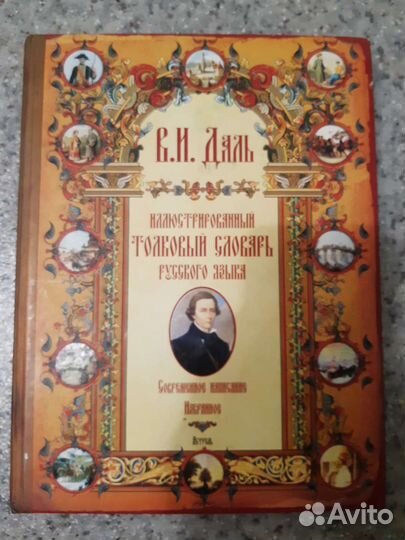 В.И. Даль
Иллюстрированный
Толковый словарь
русского языка
Современное написание
Избранное
Астрель
Avito